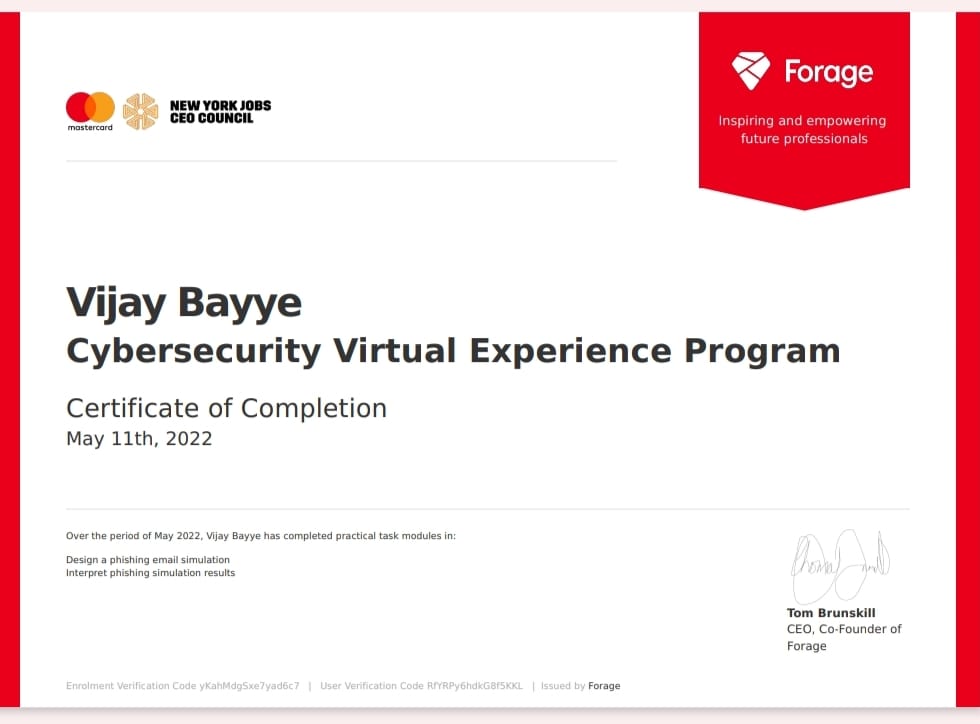 mastercard
NEW YORK JOBS
CEO COUNCIL
Forage
Inspiring and empowering
future professionals
Vijay Bayye
Cybersecurity Virtual Experience Program
Certificate of Completion
May 11th, 2022
Over the period of May 2022, Vijay Bayye has completed practical task modules in:
Design a phishing email simulation
Interpret phishing simulation results
Tom Brunskill
CEO, Co-Founder of
Forage
Enrolment Verification Code yKahMdgSxe7yad6c7 | User Verification Code RfYRPy6hdkG8f5KKL | Issued by Forage